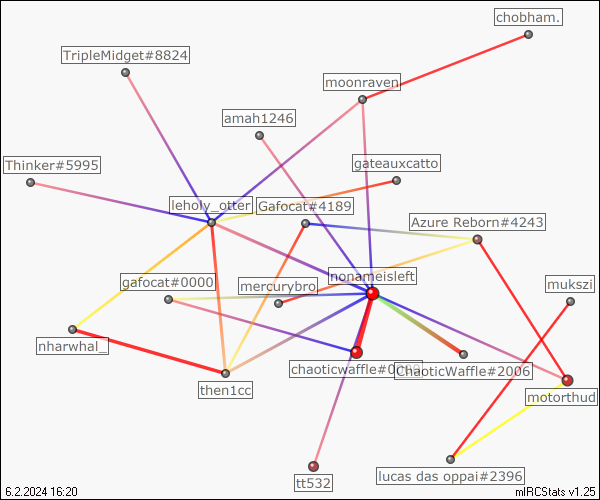 chobham.
TripleMidget#8824
moonraven
amah1246
gateauxcatto
Thinker#5995
leholy_otter
Gafocat#4189
Azure Reborn#4243
nonameisleft
gafocat#0000
mercurybro
mukszi
nharwhal_
chaoticwaffle#0
ChaoticWaffle#2006
then1cc
motorthud
lucas das oppai#2396
tt532
6.2.2024 16:20
mIRCStats v1.25